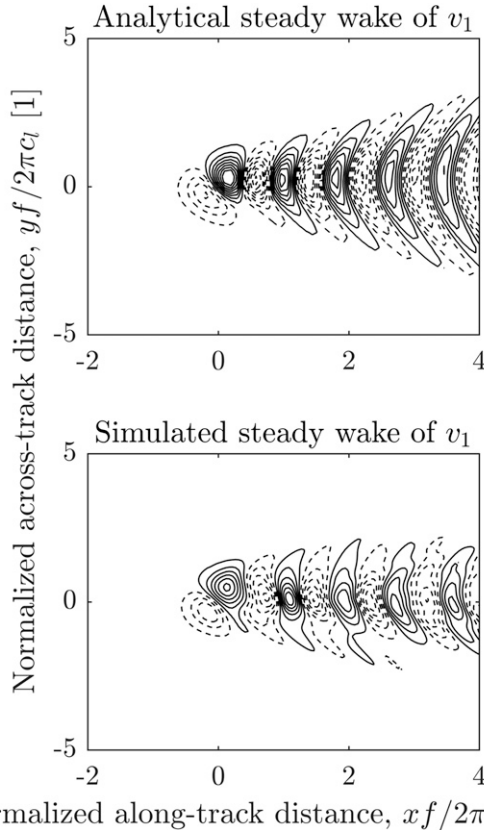 Analytical steady wake of v₁
5
0
-5
-2 0 2 4
Normalized across-track distance, yf/2πcₗ [1]
Simulated steady wake of v₁
5
0
-5
-2 0 2 4
rmalized along-track distance, xf/2π